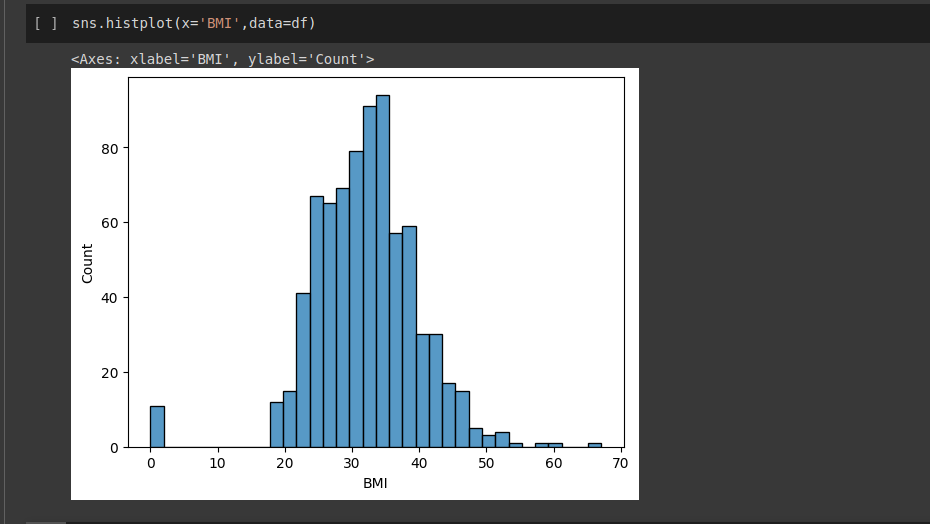 [ ] sns.histplot(x='BMI',data=df)
<Axes: xlabel='BMI', ylabel='Count'>
80
60
40
20
0
Count
0 10 20 30 40 50 60 70
BMI